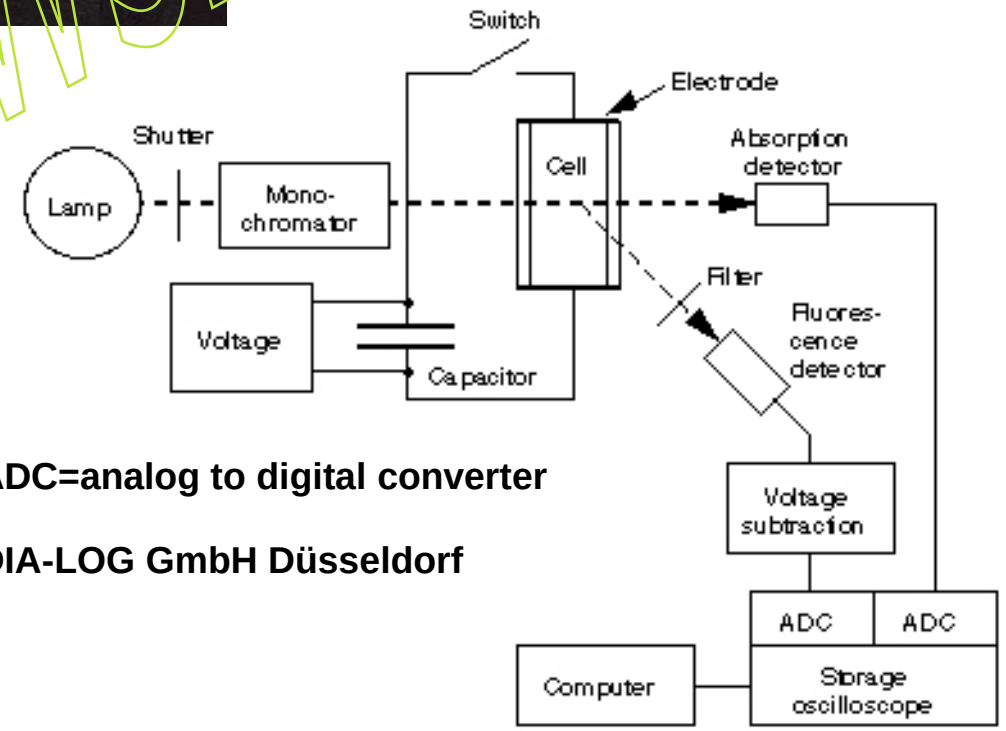 Switch
Electrode
Shutter
Absorption
detector
Cell
Lamp
Mono-
chromator
Filter
Voltage
Fluores-
cence
detector
Capacitor
ADC=analog to digital converter
DIA-LOG GmbH Düsseldorf
Voltage
subtraction
ADC
ADC
Computer
Storage
oscilloscope